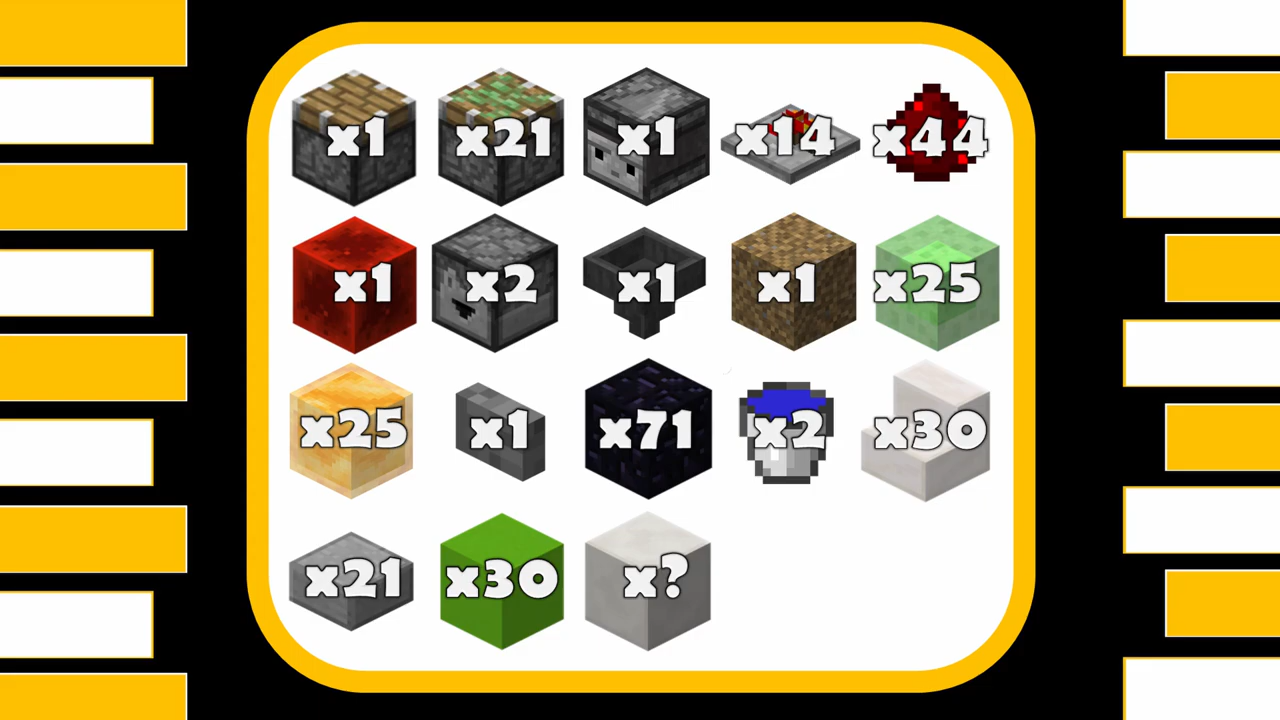 x1 x21 x1 x14 x44
x1 x2 x1 x1 x25
x25 x1 x71 x2 x30
x21 x30 x?